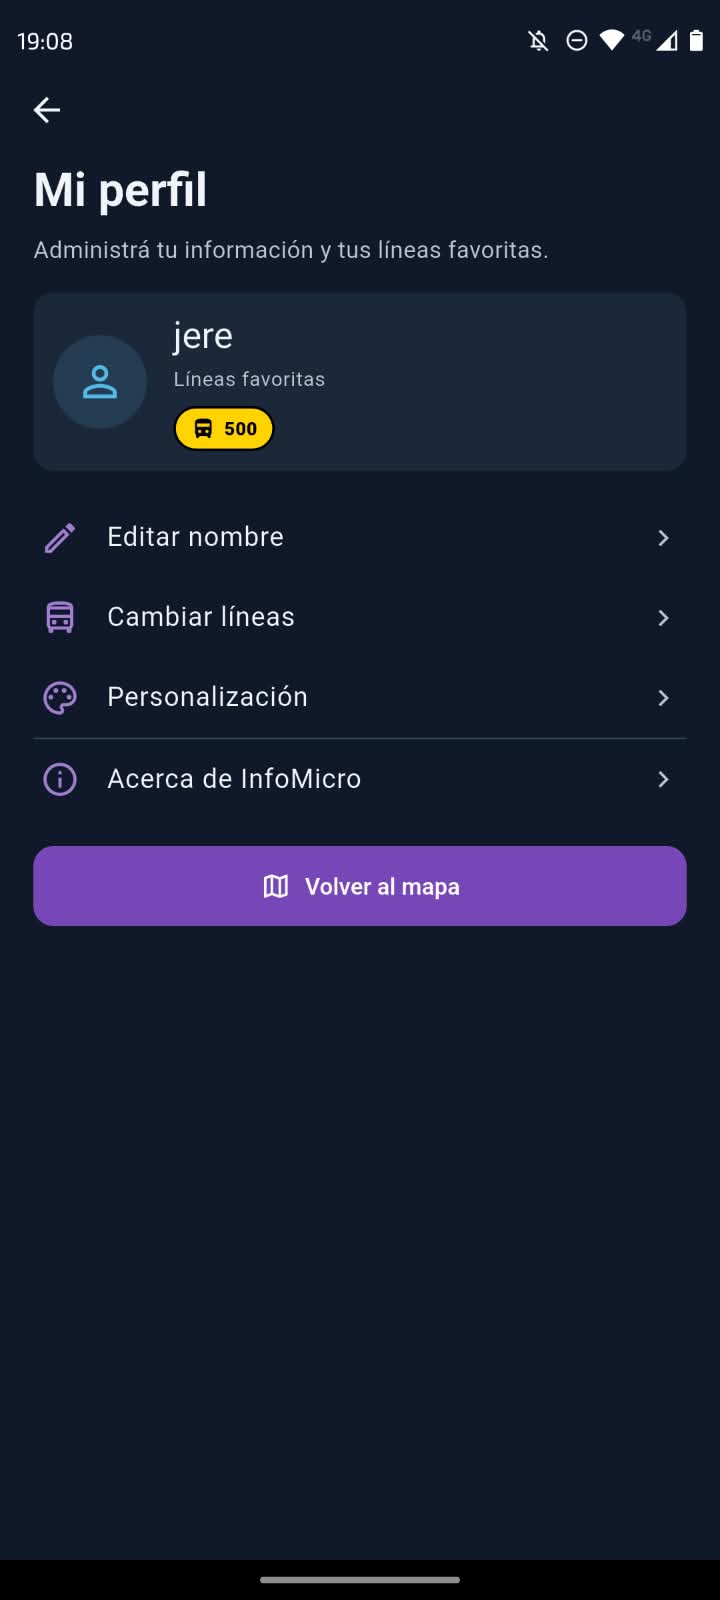 19:08
4G
Mi perfil
Administrá tu información y tus líneas favoritas.
jere
Líneas favoritas
500
Editar nombre
Cambiar líneas
Personalización
Acerca de InfoMicro
Volver al mapa